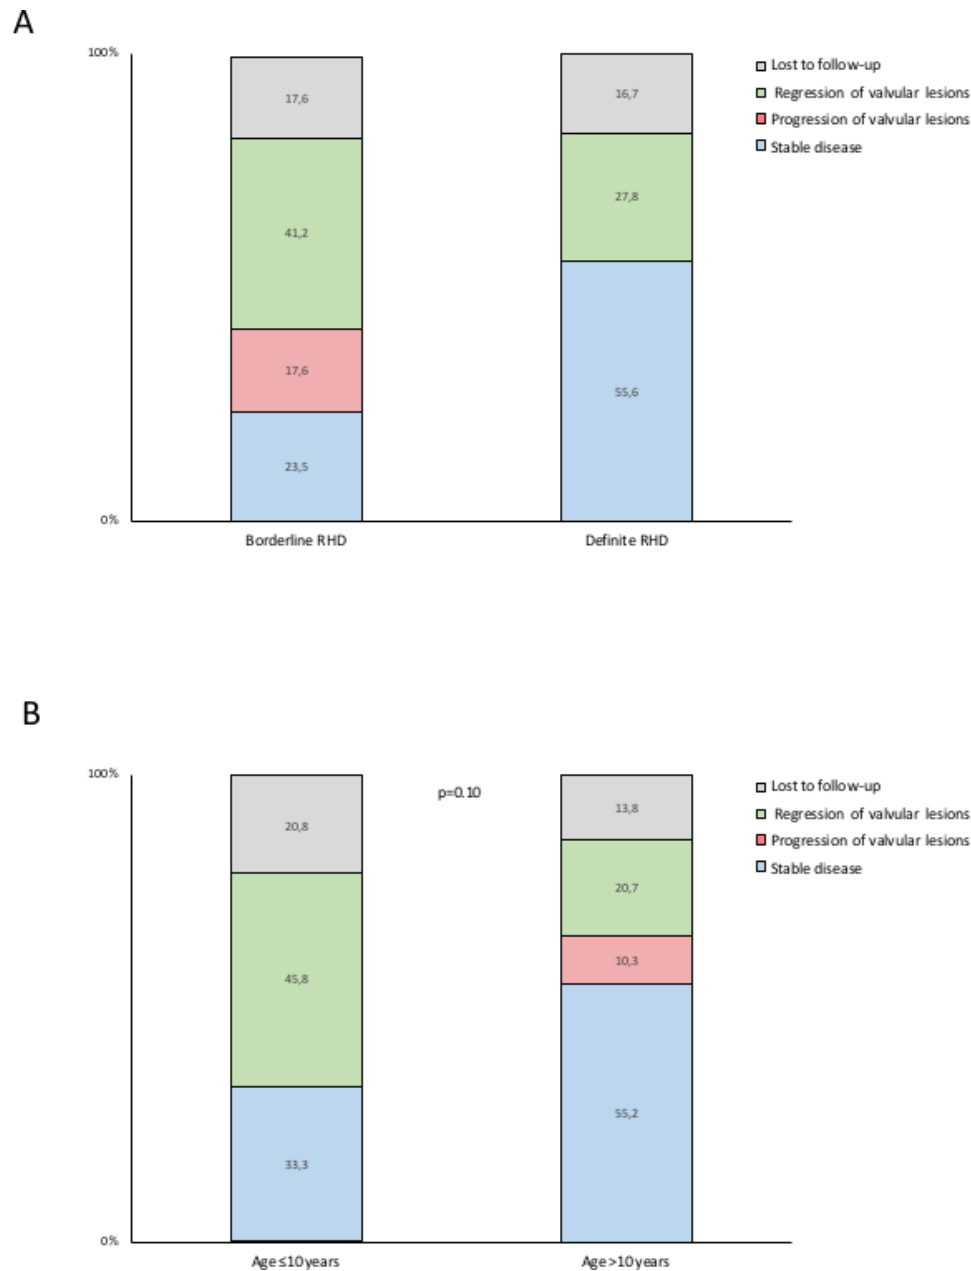 A
100%
17,6
41,2
17,6
23,5
16,7
27,8
55,6
0%
Borderline RHD
Definite RHD
Lost to follow-up
Regression of valvular lesions
Progression of valvular lesions
Stable disease
B
100%
20,8
45,8
33,3
p=0.10
13,8
20,7
10,3
55,2
0%
Age ≤10 years
Age >10 years
Lost to follow-up
Regression of valvular lesions
Progression of valvular lesions
Stable disease